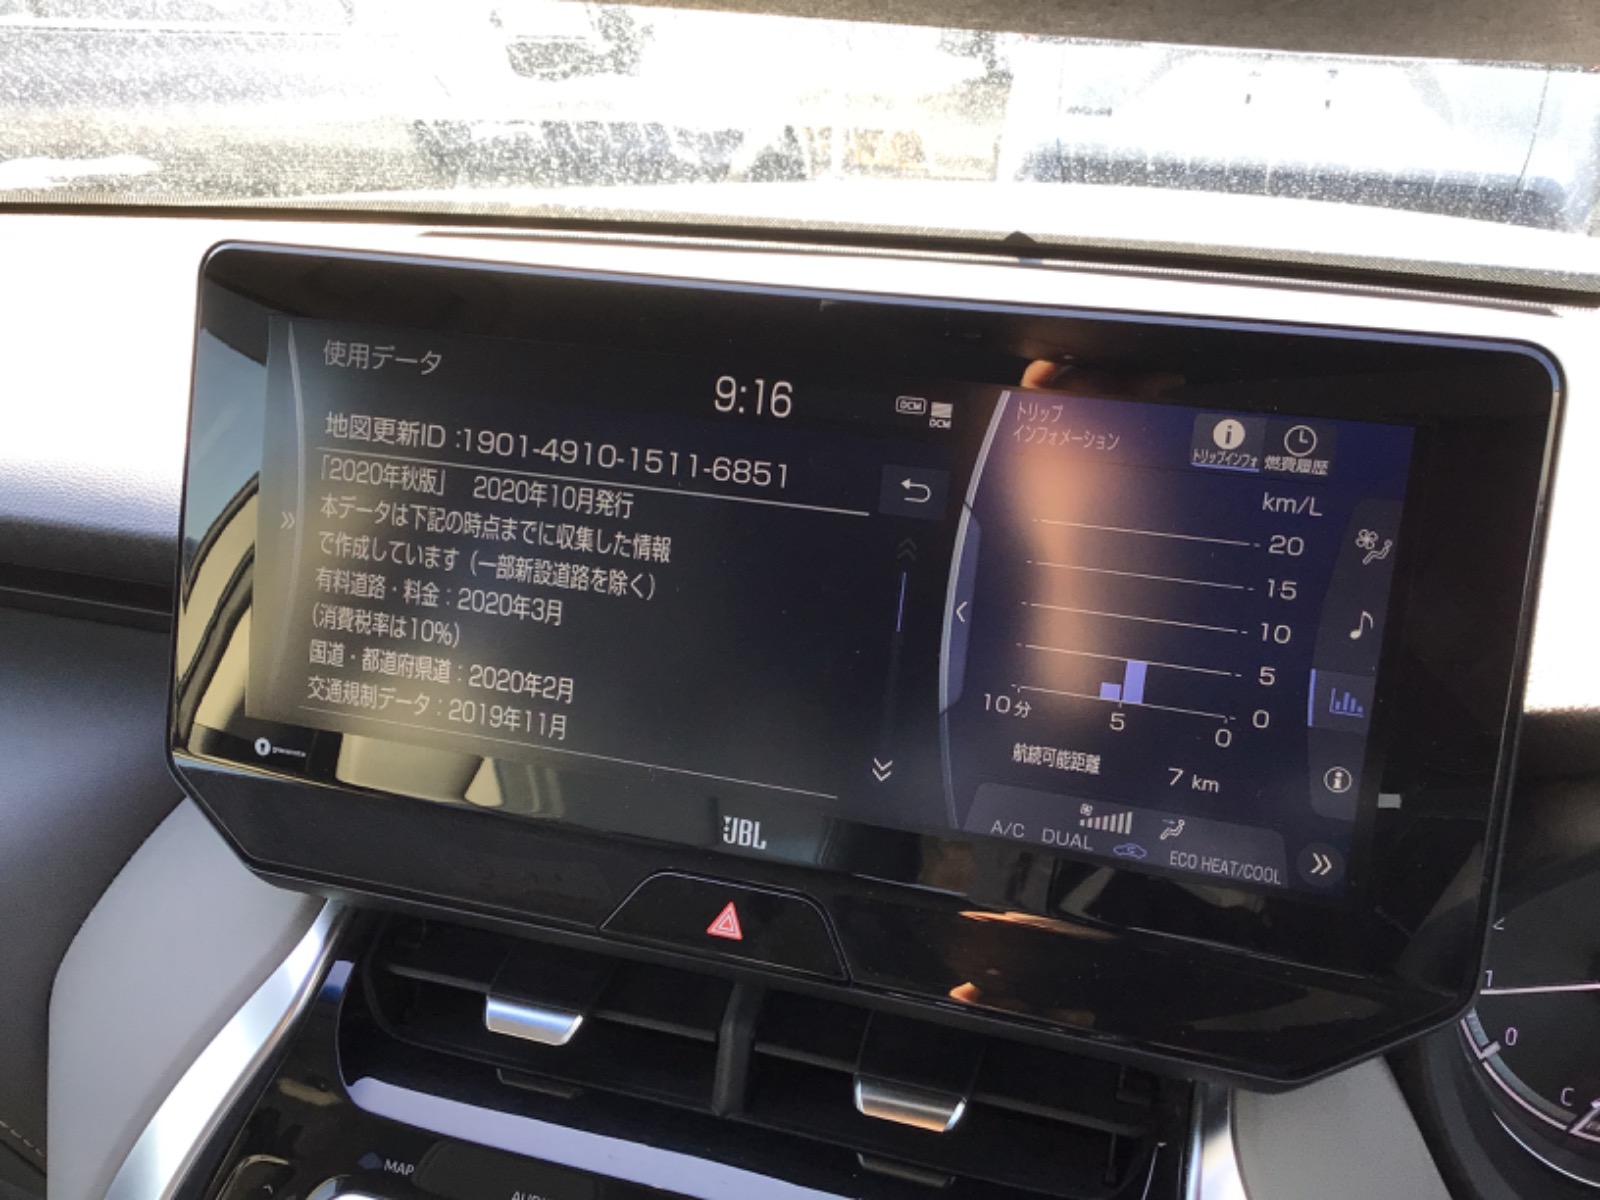 使用データ
9:16
DCM
DCM
地図更新ID :1901-4910-1511-6851
「2020年秋版」 2020年10月発行
本データは下記の時点までに収集した情報
で作成しています（一部新設道路を除く）
有料道路・料金：2020年3月
(消費税率は10%)
国道・都道府県道：2020年2月
交通規制データ：2019年11月
トリップ
インフォメーション
トリップインフォ
燃費履歴
km/L
20
15
10
5
0
10分
5
0
航続可能距離
7 km
A/C DUAL
ECO HEAT/COOL
JBL
MAP
2
1
0
C